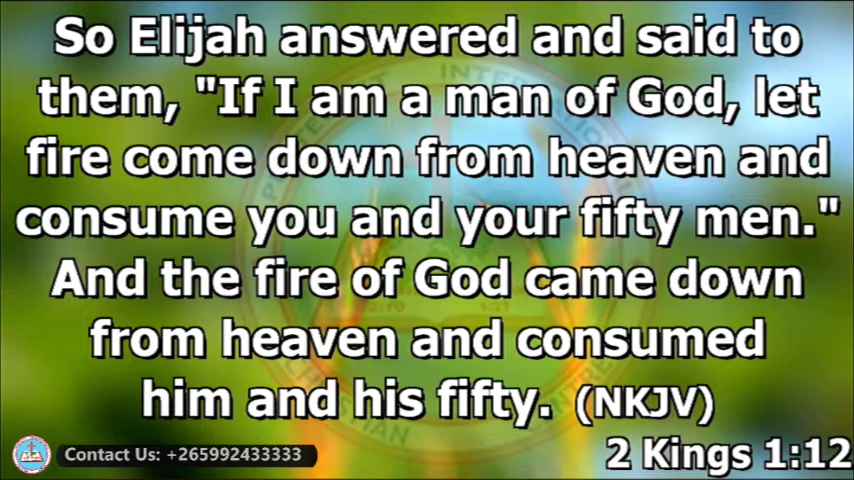 So Elijah answered and said to
them, "If I am a man of God, let
fire come down from heaven and
consume you and your fifty men."
And the fire of God came down
from heaven and consumed
him and his fifty. (NKJV)
2 Kings 1:12
Contact Us: +265992433333
INTERNATIONAL
CHRISTIAN